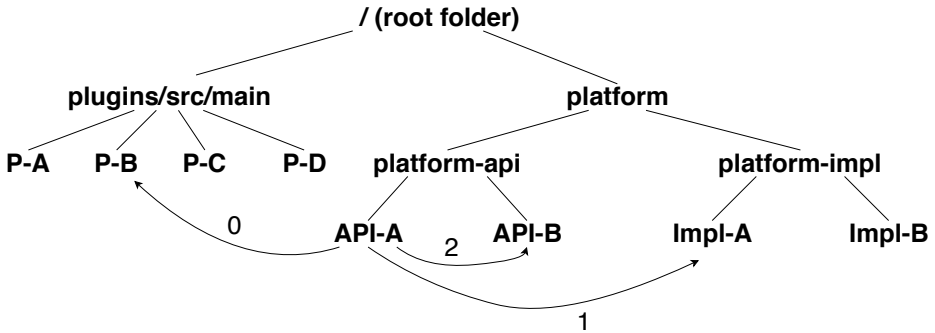 / (root folder)
plugins/src/main
platform
P-A
P-B
P-C
P-D
platform-api
platform-impl
0
API-A
2
API-B
Impl-A
Impl-B
1